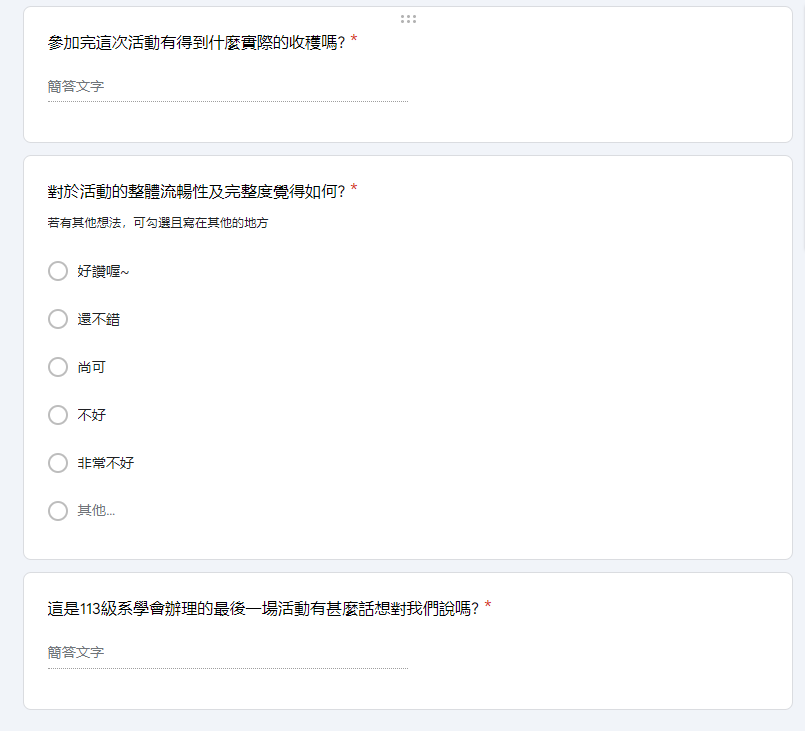 參加完這次活動有得到什麼實際的收穫嗎? *
簡答文字
對於活動的整體流暢性及完整度覺得如何? *
若有其他想法，可勾選且寫在其他的地方
好讚喔~
還不錯
尚可
不好
非常不好
其他...
這是113級系學會辦理的最後一場活動有甚麼話想對我們說嗎? *
簡答文字